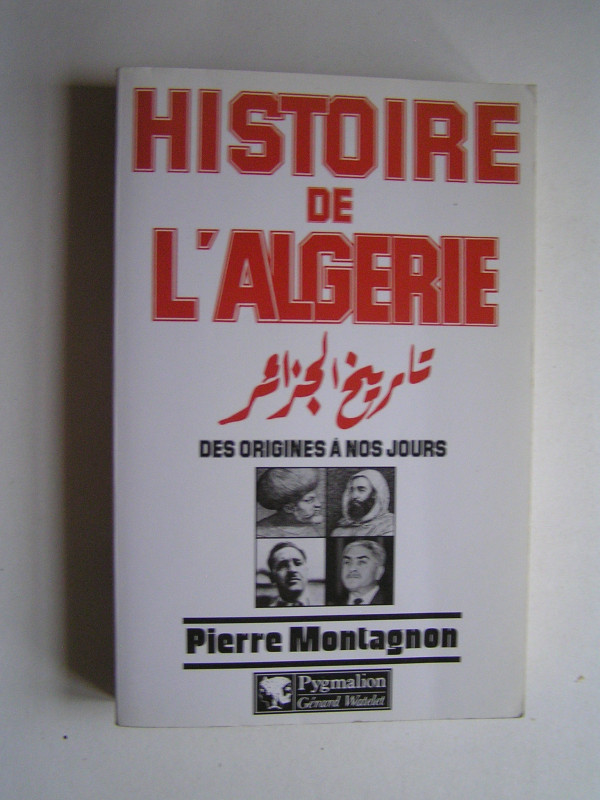 HISTOIRE
DE
L'ALGERIE
تاريخ الجزائر
DES ORIGINES À NOS JOURS
Pierre Montagnon
Pygmalion
Gérard Watelet